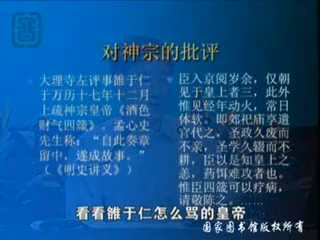 对神宗的批评
大理寺左评事雒于仁
于万历十七年十二月
上疏神宗皇帝《酒色
财气四箴》。孟心史
先生称:“自此奏章
留中，遂成故事。”
(《明史讲义》)
臣入京阅岁余，仅朝
见于皇上者三，此外
惟见经年动火，常日
体软。即郊祀庙享遣
官代之，圣政久废而
不亲，圣学久辍而不
耕，臣以是知皇上之
恙，药饵难攻者也。
惟臣四箴可以疗病，
请敬陈之。……
看看雒于仁怎么骂的皇帝
国家图书馆版权所有